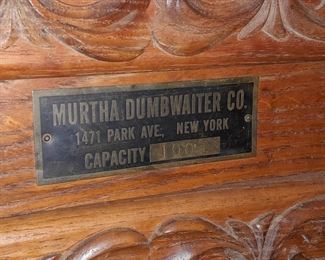 MURTHA DUMBWAITER CO.
1471 PARK AVE, NEW YORK
CAPACITY